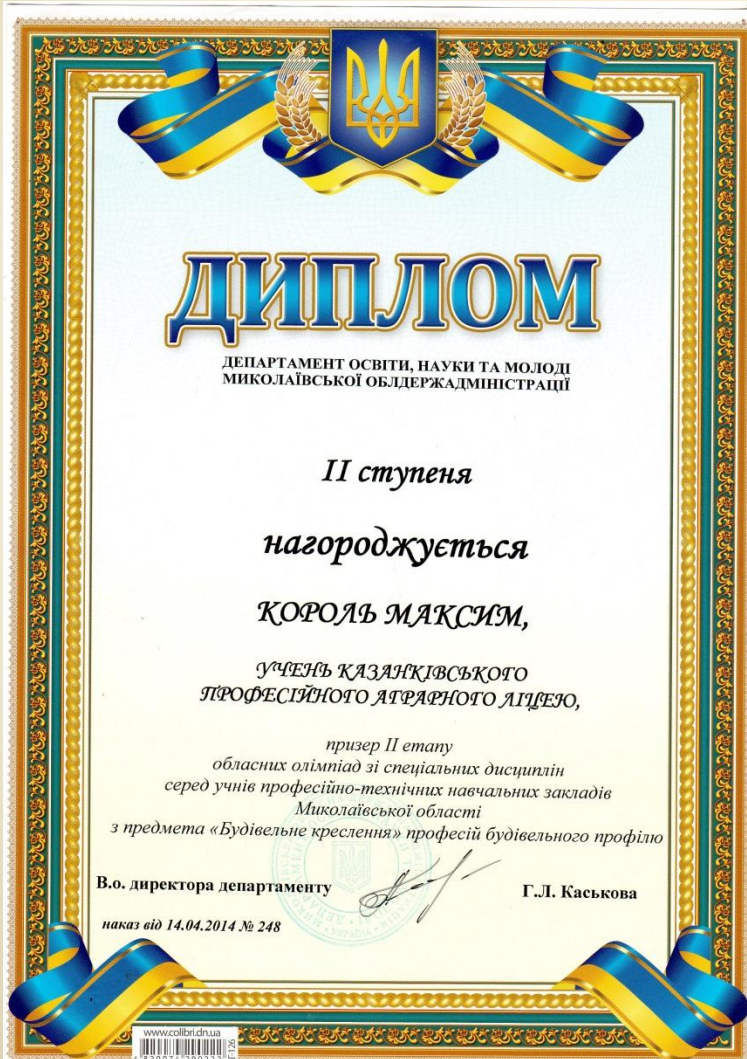 ДИПЛОМ
ДЕПАРТАМЕНТ ОСВІТИ, НАУКИ ТА МОЛОДІ
МИКОЛАЇВСЬКОЇ ОБЛДЕРЖАДМІНІСТРАЦІЇ
ІІ ступеня
нагороджується
КОРОЛЬ МАКСИМ,
УЧЕНЬ КАЗАНКІВСЬКОГО
ПРОФЕСІЙНОГО АГРАРНОГО ЛІЦЕЮ,
призер ІІ етапу
обласних олімпіад зі спеціальних дисциплін
серед учнів професійно-технічних навчальних закладів
Миколаївської області
з предмета «Будівельне креслення» професій будівельного профілю
В.о. директора департаменту Г.Л. Каськова
наказ від 14.04.2014 № 248
www.colibri.dn.ua